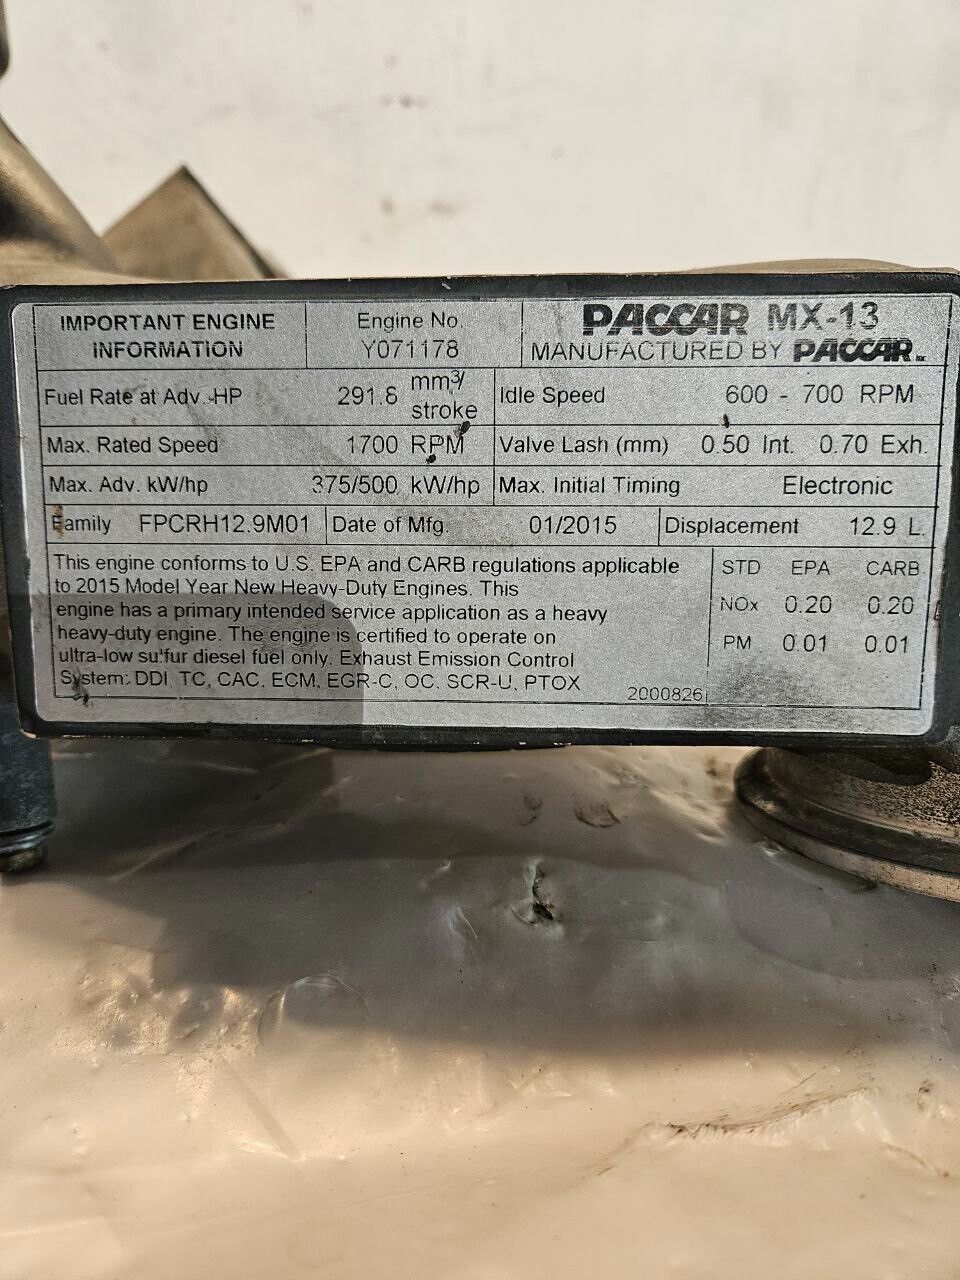 IMPORTANT ENGINE INFORMATION
Engine No.
Y071178
PACCAR MX-13
MANUFACTURED BY PACCAR INC
Fuel Rate at Adv. HP 291.8 mm³/stroke
Idle Speed 600 - 700 RPM
Max. Rated Speed 1700 RPM
Valve Lash (mm) 0.50 Int. 0.70 Exh.
Max. Adv. kW/hp 375/500 kW/hp
Max. Initial Timing Electronic
Family FPCRH12.9M01
Date of Mfg. 01/2015
Displacement 12.9 L.
This engine conforms to U.S. EPA and CARB regulations applicable
to 2015 Model Year New Heavy-Duty Engines. This
engine has a primary intended service application as a heavy
heavy-duty engine. The engine is certified to operate on
ultra-low sulfur diesel fuel only. Exhaust Emission Control
System: DDI, TC, CAC, ECM, EGR-C, OC, SCR-U, PTOX
2000826
STD EPA CARB
NOx 0.20 0.20
PM 0.01 0.01